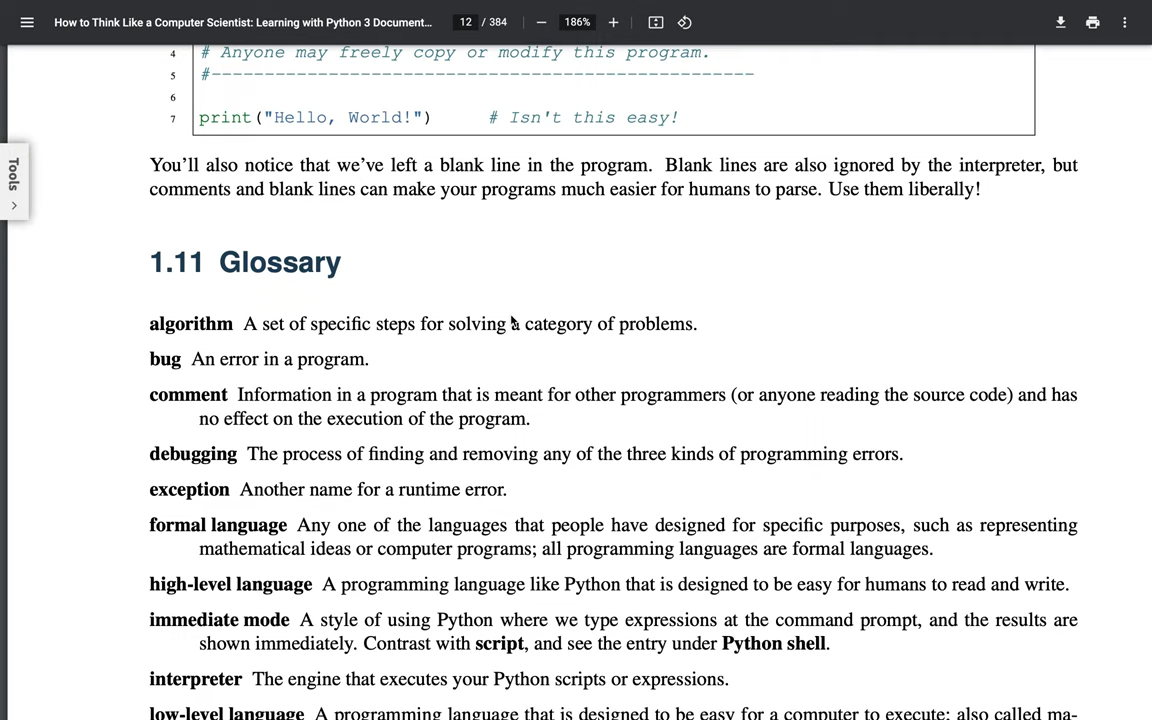 How to Think Like a Computer Scientist: Learning with Python 3 Document... 12 / 384 − 186% +
4 # Anyone may freely copy or modify this program.
5 #----------------------------------------------------
6
7 print("Hello, World!") # Isn't this easy!
Tools
You’ll also notice that we’ve left a blank line in the program. Blank lines are also ignored by the interpreter, but
comments and blank lines can make your programs much easier for humans to parse. Use them liberally!
1.11 Glossary
algorithm A set of specific steps for solving a category of problems.
bug An error in a program.
comment Information in a program that is meant for other programmers (or anyone reading the source code) and has
no effect on the execution of the program.
debugging The process of finding and removing any of the three kinds of programming errors.
exception Another name for a runtime error.
formal language Any one of the languages that people have designed for specific purposes, such as representing
mathematical ideas or computer programs; all programming languages are formal languages.
high-level language A programming language like Python that is designed to be easy for humans to read and write.
immediate mode A style of using Python where we type expressions at the command prompt, and the results are
shown immediately. Contrast with script, and see the entry under Python shell.
interpreter The engine that executes your Python scripts or expressions.
low-level language A programming language that is designed to be easy for a computer to execute; also called ma-